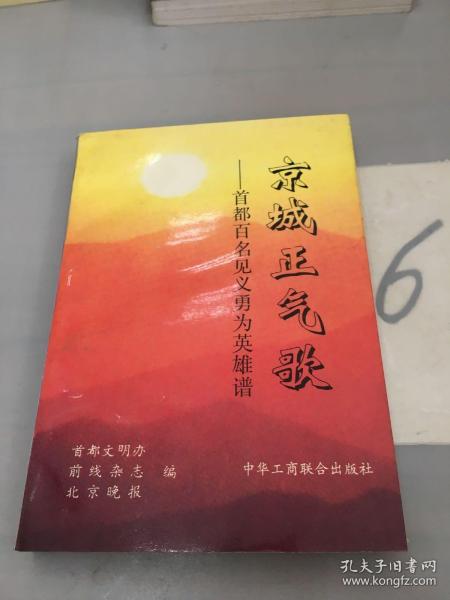 京城正气歌
——首都百名见义勇为英雄谱
首都文明办
前线杂志 编
北京晚报
中华工商联合出版社
6
孔夫子旧书网
www.kongfz.com